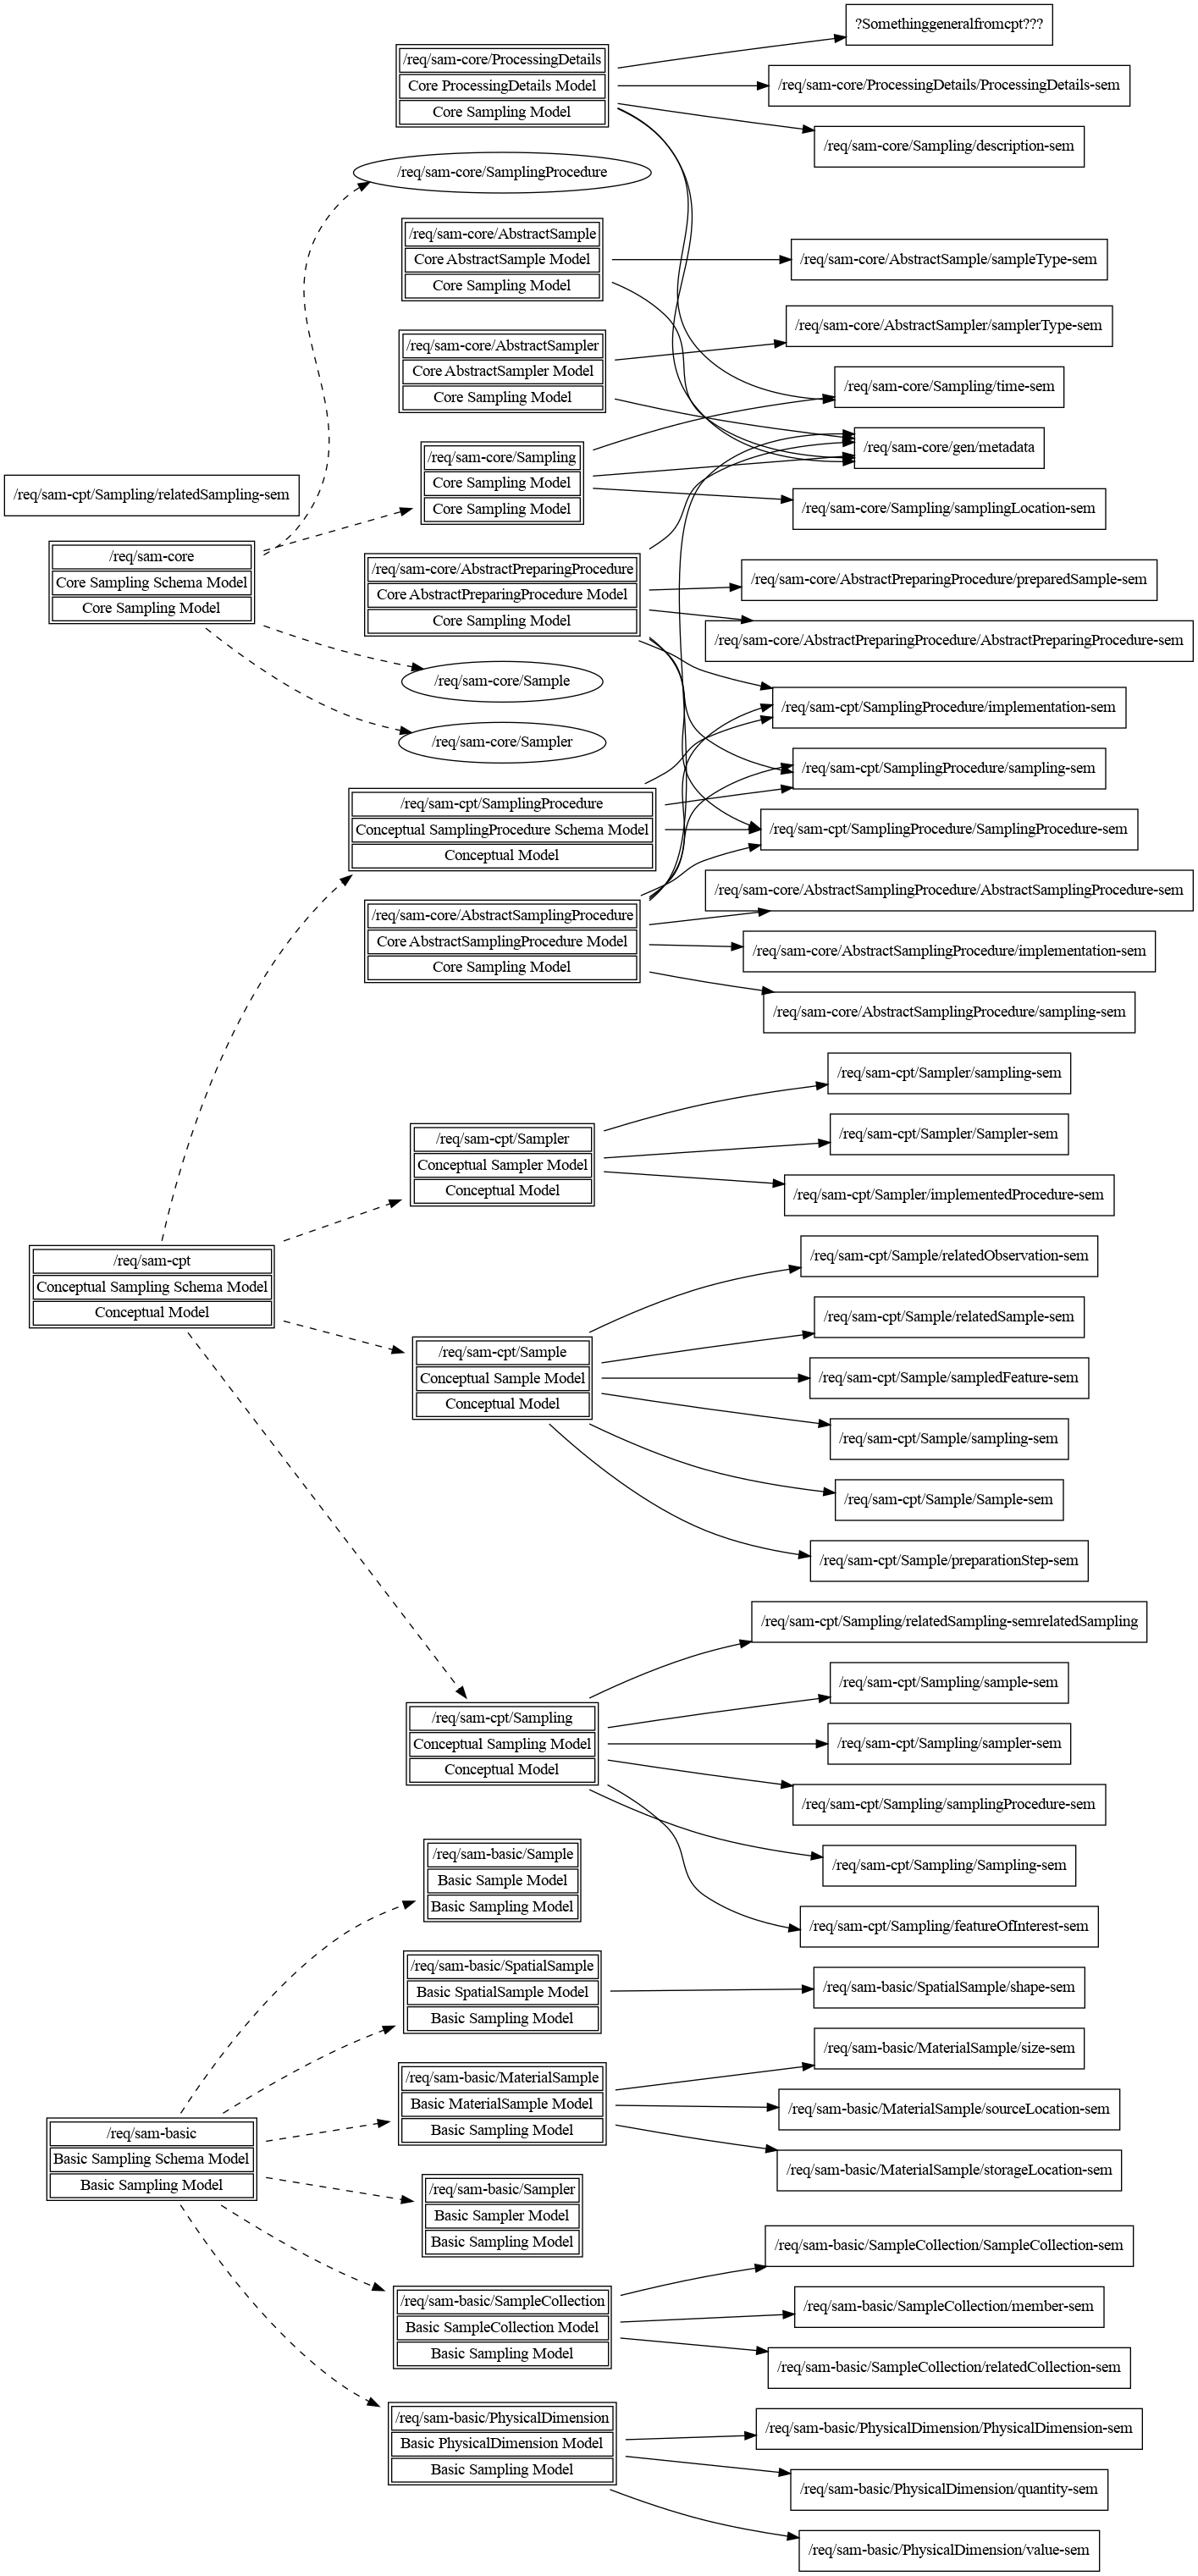 ?Somethinggeneralfromcpt???
/req/sam-core/ProcessingDetails
Core ProcessingDetails Model
Core Sampling Model
/req/sam-core/ProcessingDetails/ProcessingDetails-sem
/req/sam-core/Sampling/description-sem
/req/sam-core/SamplingProcedure
/req/sam-core/AbstractSample
Core AbstractSample Model
Core Sampling Model
/req/sam-core/AbstractSample/sampleType-sem
/req/sam-core/AbstractSampler/samplerType-sem
/req/sam-core/AbstractSampler
Core AbstractSampler Model
Core Sampling Model
/req/sam-core/Sampling/time-sem
/req/sam-core/gen/metadata
/req/sam-core/Sampling
Core Sampling Model
Core Sampling Model
/req/sam-cpt/Sampling/relatedSampling-sem
/req/sam-core/Sampling/samplingLocation-sem
/req/sam-core
Core Sampling Schema Model
Core Sampling Model
/req/sam-core/AbstractPreparingProcedure
Core AbstractPreparingProcedure Model
Core Sampling Model
/req/sam-core/AbstractPreparingProcedure/preparedSample-sem
/req/sam-core/AbstractPreparingProcedure/AbstractPreparingProcedure-sem
/req/sam-core/Sample
/req/sam-cpt/SamplingProcedure/implementation-sem
/req/sam-core/Sampler
/req/sam-cpt/SamplingProcedure/sampling-sem
/req/sam-cpt/SamplingProcedure
Conceptual SamplingProcedure Schema Model
Conceptual Model
/req/sam-cpt/SamplingProcedure/SamplingProcedure-sem
/req/sam-core/AbstractSamplingProcedure/AbstractSamplingProcedure-sem
/req/sam-core/AbstractSamplingProcedure
Core AbstractSamplingProcedure Model
Core Sampling Model
/req/sam-core/AbstractSamplingProcedure/implementation-sem
/req/sam-core/AbstractSamplingProcedure/sampling-sem
/req/sam-cpt/Sampler/sampling-sem
/req/sam-cpt/Sampler
Conceptual Sampler Model
Conceptual Model
/req/sam-cpt/Sampler/Sampler-sem
/req/sam-cpt/Sampler/implementedProcedure-sem
/req/sam-cpt
Conceptual Sampling Schema Model
Conceptual Model
/req/sam-cpt/Sample/relatedObservation-sem
/req/sam-cpt/Sample/relatedSample-sem
/req/sam-cpt/Sample
Conceptual Sample Model
Conceptual Model
/req/sam-cpt/Sample/sampledFeature-sem
/req/sam-cpt/Sample/sampling-sem
/req/sam-cpt/Sample/Sample-sem
/req/sam-cpt/Sample/preparationStep-sem
/req/sam-cpt/Sampling/relatedSampling-semrelatedSampling
/req/sam-cpt/Sampling/sample-sem
/req/sam-cpt/Sampling
Conceptual Sampling Model
Conceptual Model
/req/sam-cpt/Sampling/sampler-sem
/req/sam-cpt/Sampling/samplingProcedure-sem
/req/sam-cpt/Sampling/Sampling-sem
/req/sam-cpt/Sampling/featureOfInterest-sem
/req/sam-basic/Sample
Basic Sample Model
Basic Sampling Model
/req/sam-basic/SpatialSample
Basic SpatialSample Model
Basic Sampling Model
/req/sam-basic/SpatialSample/shape-sem
/req/sam-basic/MaterialSample/size-sem
/req/sam-basic/MaterialSample
Basic MaterialSample Model
Basic Sampling Model
/req/sam-basic/MaterialSample/sourceLocation-sem
/req/sam-basic/MaterialSample/storageLocation-sem
/req/sam-basic
Basic Sampling Schema Model
Basic Sampling Model
/req/sam-basic/Sampler
Basic Sampler Model
Basic Sampling Model
/req/sam-basic/SampleCollection/SampleCollection-sem
/req/sam-basic/SampleCollection
Basic SampleCollection Model
Basic Sampling Model
/req/sam-basic/SampleCollection/member-sem
/req/sam-basic/SampleCollection/relatedCollection-sem
/req/sam-basic/PhysicalDimension
Basic PhysicalDimension Model
Basic Sampling Model
/req/sam-basic/PhysicalDimension/PhysicalDimension-sem
/req/sam-basic/PhysicalDimension/quantity-sem
/req/sam-basic/PhysicalDimension/value-sem